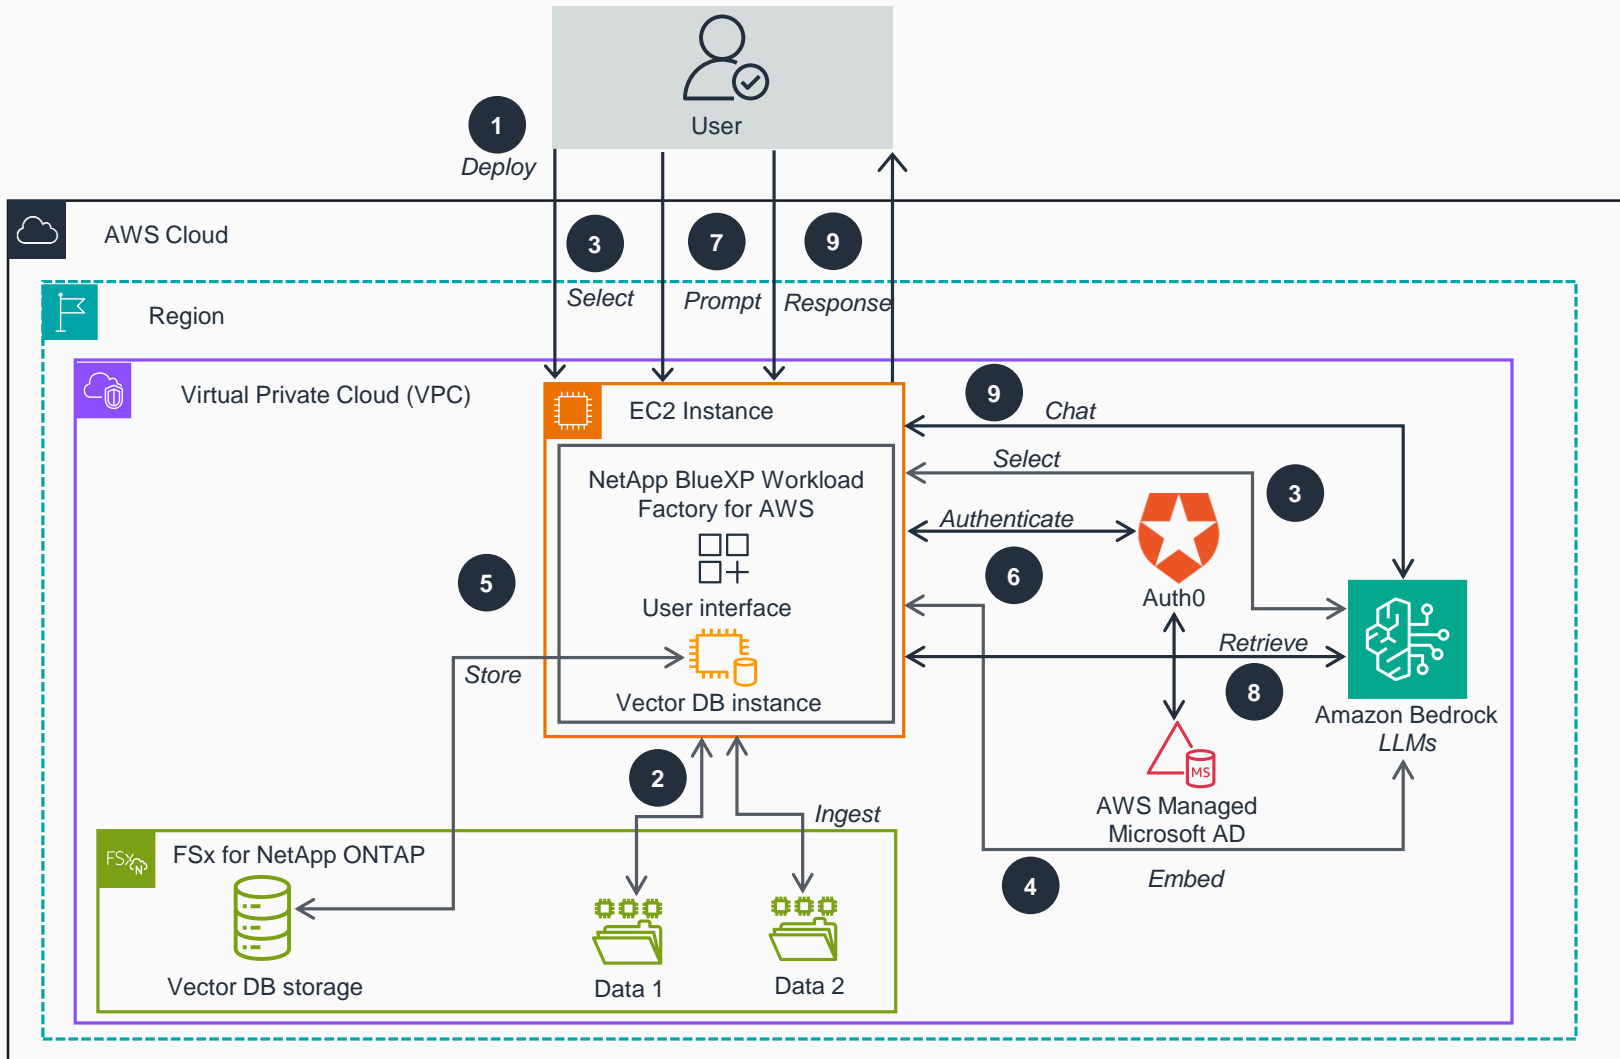 User
1
Deploy
AWS Cloud
3
7
9
Select
Prompt
Response
Region
Virtual Private Cloud (VPC)
EC2 Instance
9
Chat
Select
3
NetApp BlueXP Workload
Factory for AWS
Authenticate
5
6
User interface
Auth0
Store
Retrieve
8
Vector DB instance
Amazon Bedrock
LLMs
2
MS
AWS Managed
Microsoft AD
Ingest
FSx
N
FSx for NetApp ONTAP
4
Embed
Vector DB storage
Data 1
Data 2